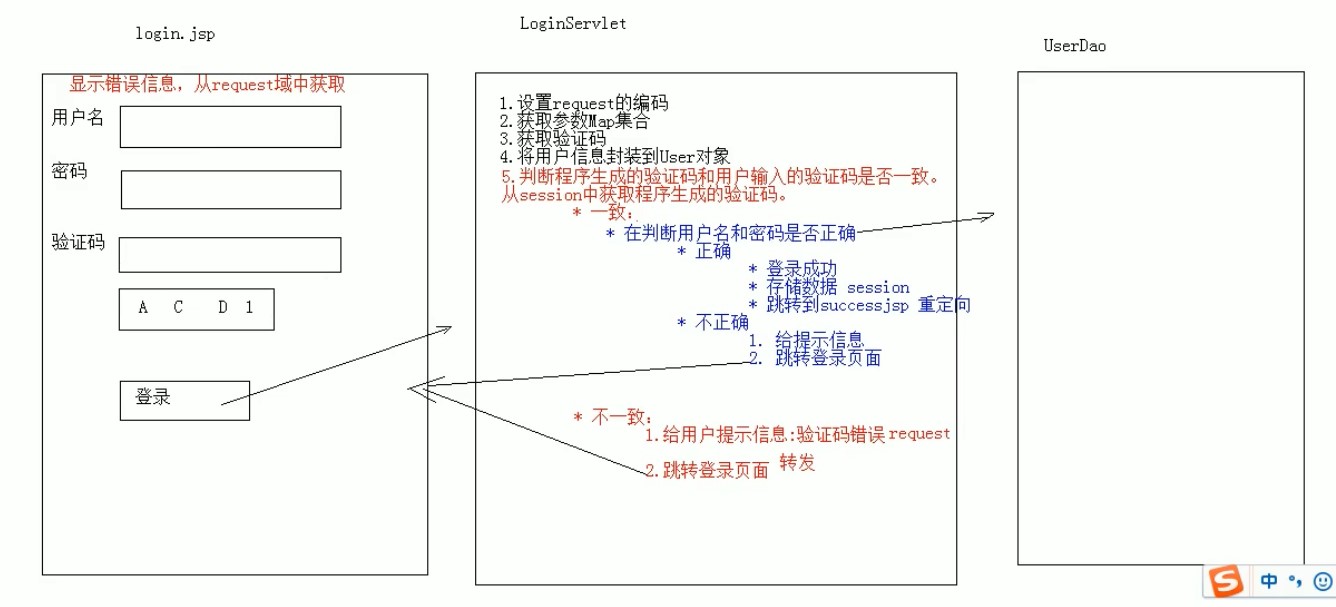 login.jsp
显示错误信息，从request域中获取
用户名
密码
验证码
A C D 1
登录
LoginServlet
1.设置request的编码
2.获取参数Map集合
3.获取验证码
4.将用户信息封装到User对象
5.判断程序生成的验证码和用户输入的验证码是否一致。
从session中获取程序生成的验证码。
* 一致：
* 在判断用户名和密码是否正确
* 正确
* 登录成功
* 存储数据 session
* 跳转到successjsp 重定向
* 不正确
1. 给提示信息
2. 跳转登录页面
* 不一致：
1.给用户提示信息:验证码错误 request
2.跳转登录页面 转发
UserDao
S 中 °,